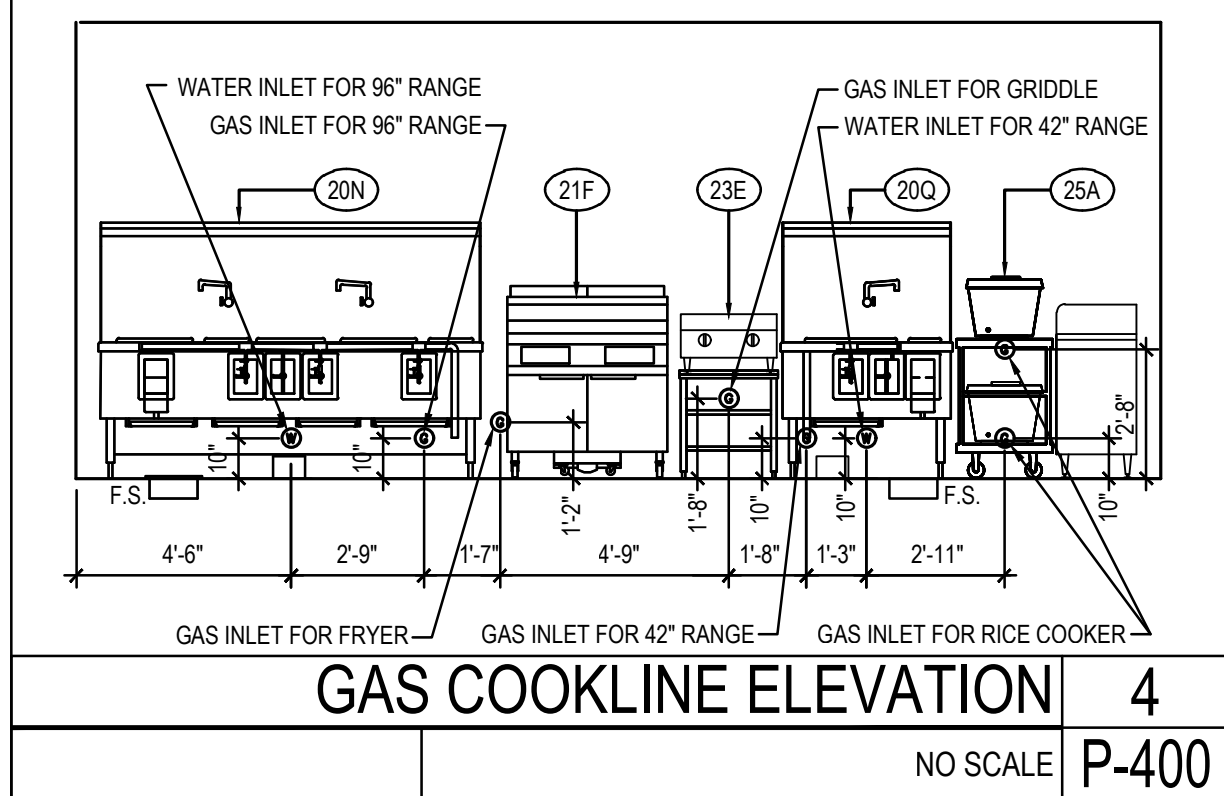 WATER INLET FOR 96" RANGE
GAS INLET FOR GRIDDLE
GAS INLET FOR 96" RANGE
WATER INLET FOR 42" RANGE
20N
21F
23E
20Q
25A
G
G
G
W
G
G
W
G
10"
10"
1'-2"
1'-8"
10"
10"
10"
2'-8"
F.S.
F.S.
4'-6"
2'-9"
1'-7"
4'-9"
1'-8"
1'-3"
2'-11"
GAS INLET FOR FRYER
GAS INLET FOR 42" RANGE
GAS INLET FOR RICE COOKER
GAS COOKLINE ELEVATION
4
NO SCALE
P-400